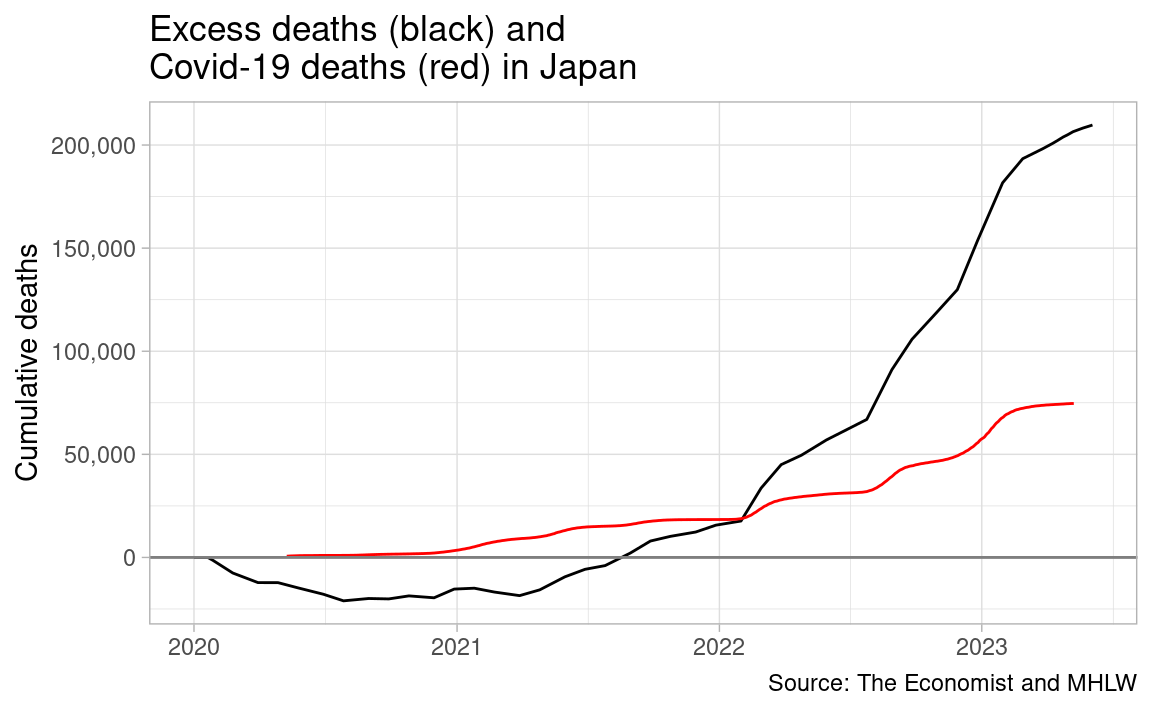 Excess deaths (black) and
Covid-19 deaths (red) in Japan
Cumulative deaths
200,000
150,000
100,000
50,000
0
2020 2021 2022 2023
Source: The Economist and MHLW